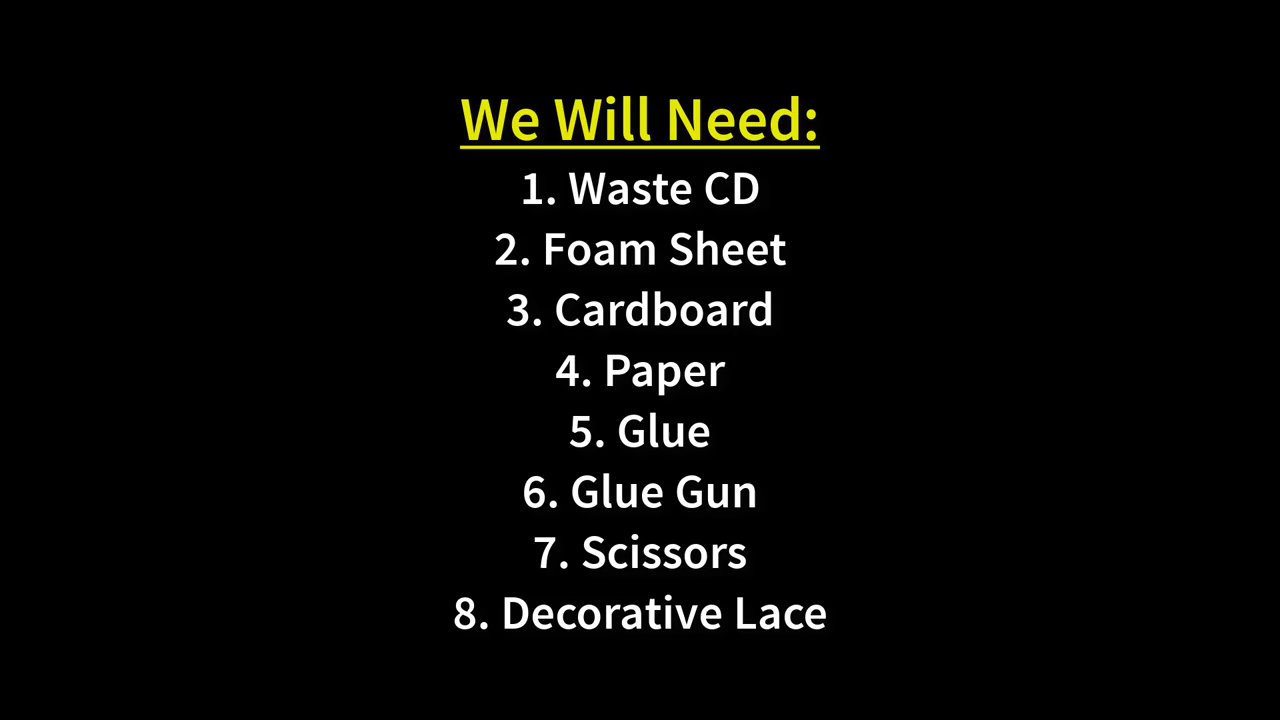 We Will Need:
1. Waste CD
2. Foam Sheet
3. Cardboard
4. Paper
5. Glue
6. Glue Gun
7. Scissors
8. Decorative Lace